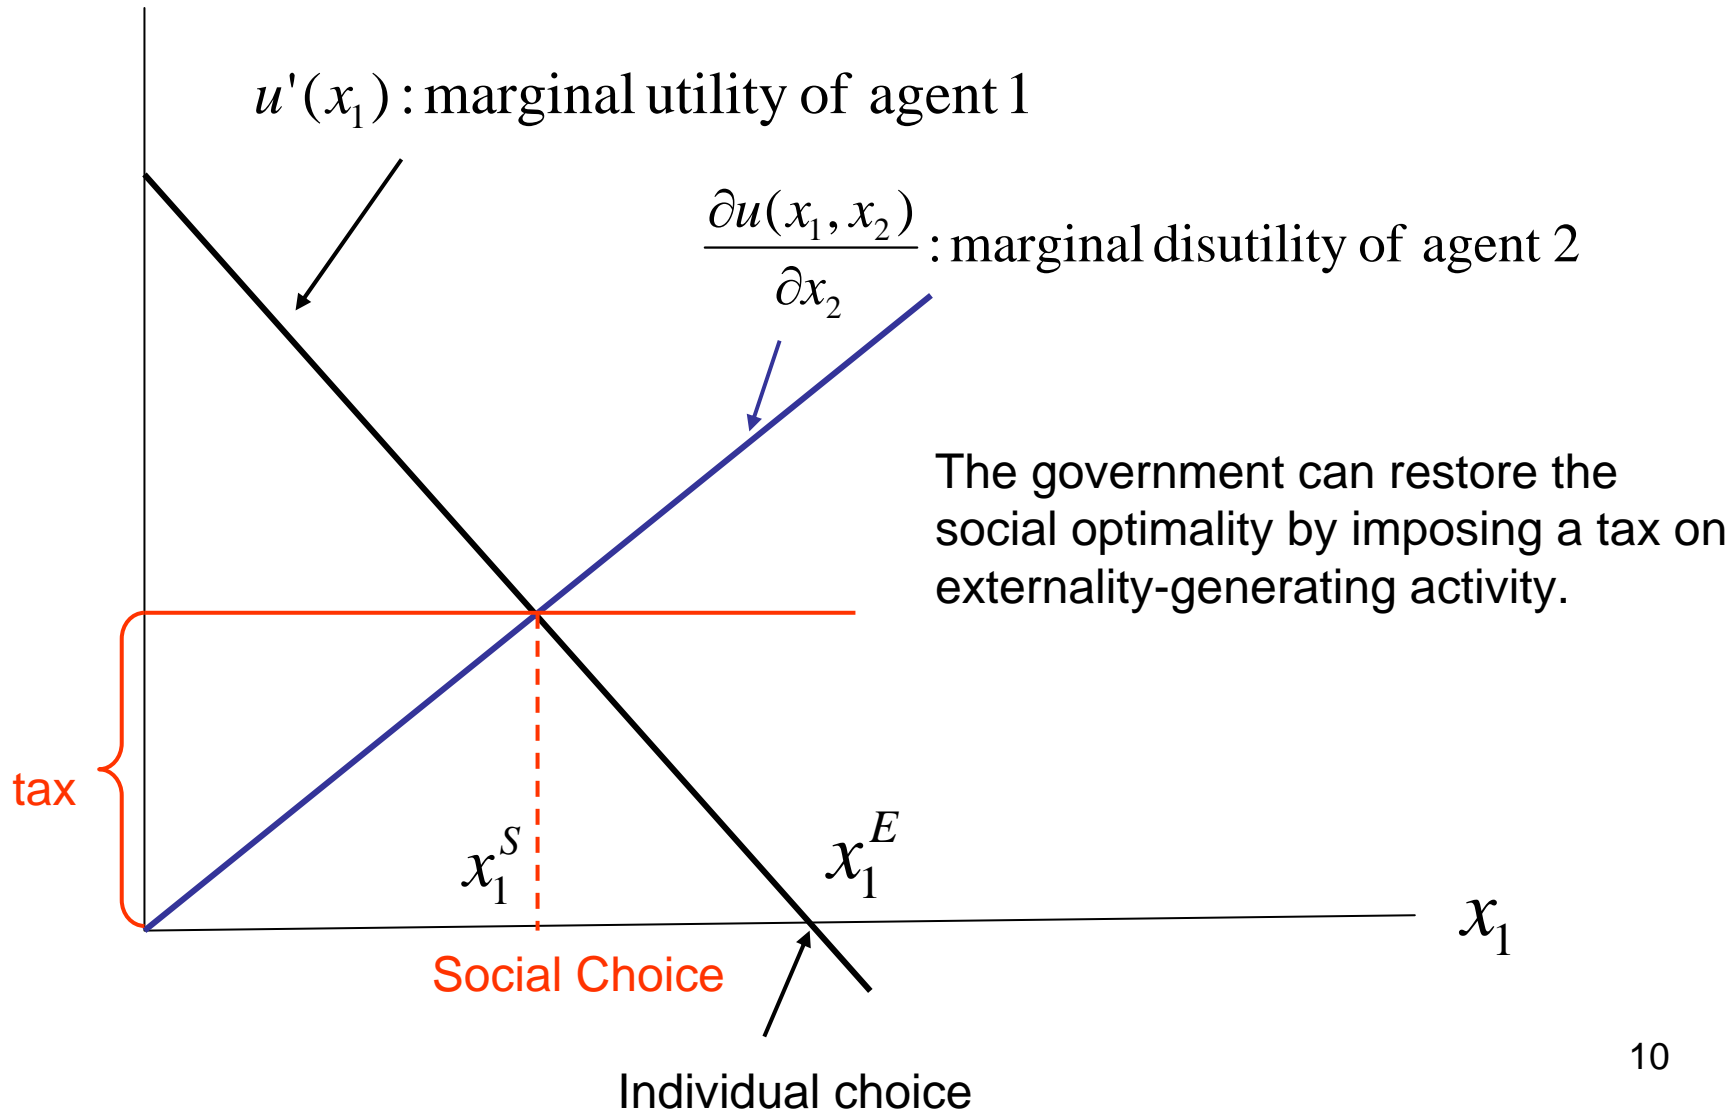 u'(x₁) : marginal utility of agent 1
∂u(x₁, x₂)
∂x₂
: marginal disutility of agent 2
The government can restore the
social optimality by imposing a tax on
externality-generating activity.
tax
x₁ˢ
x₁ᴱ
x₁
Social Choice
Individual choice
10